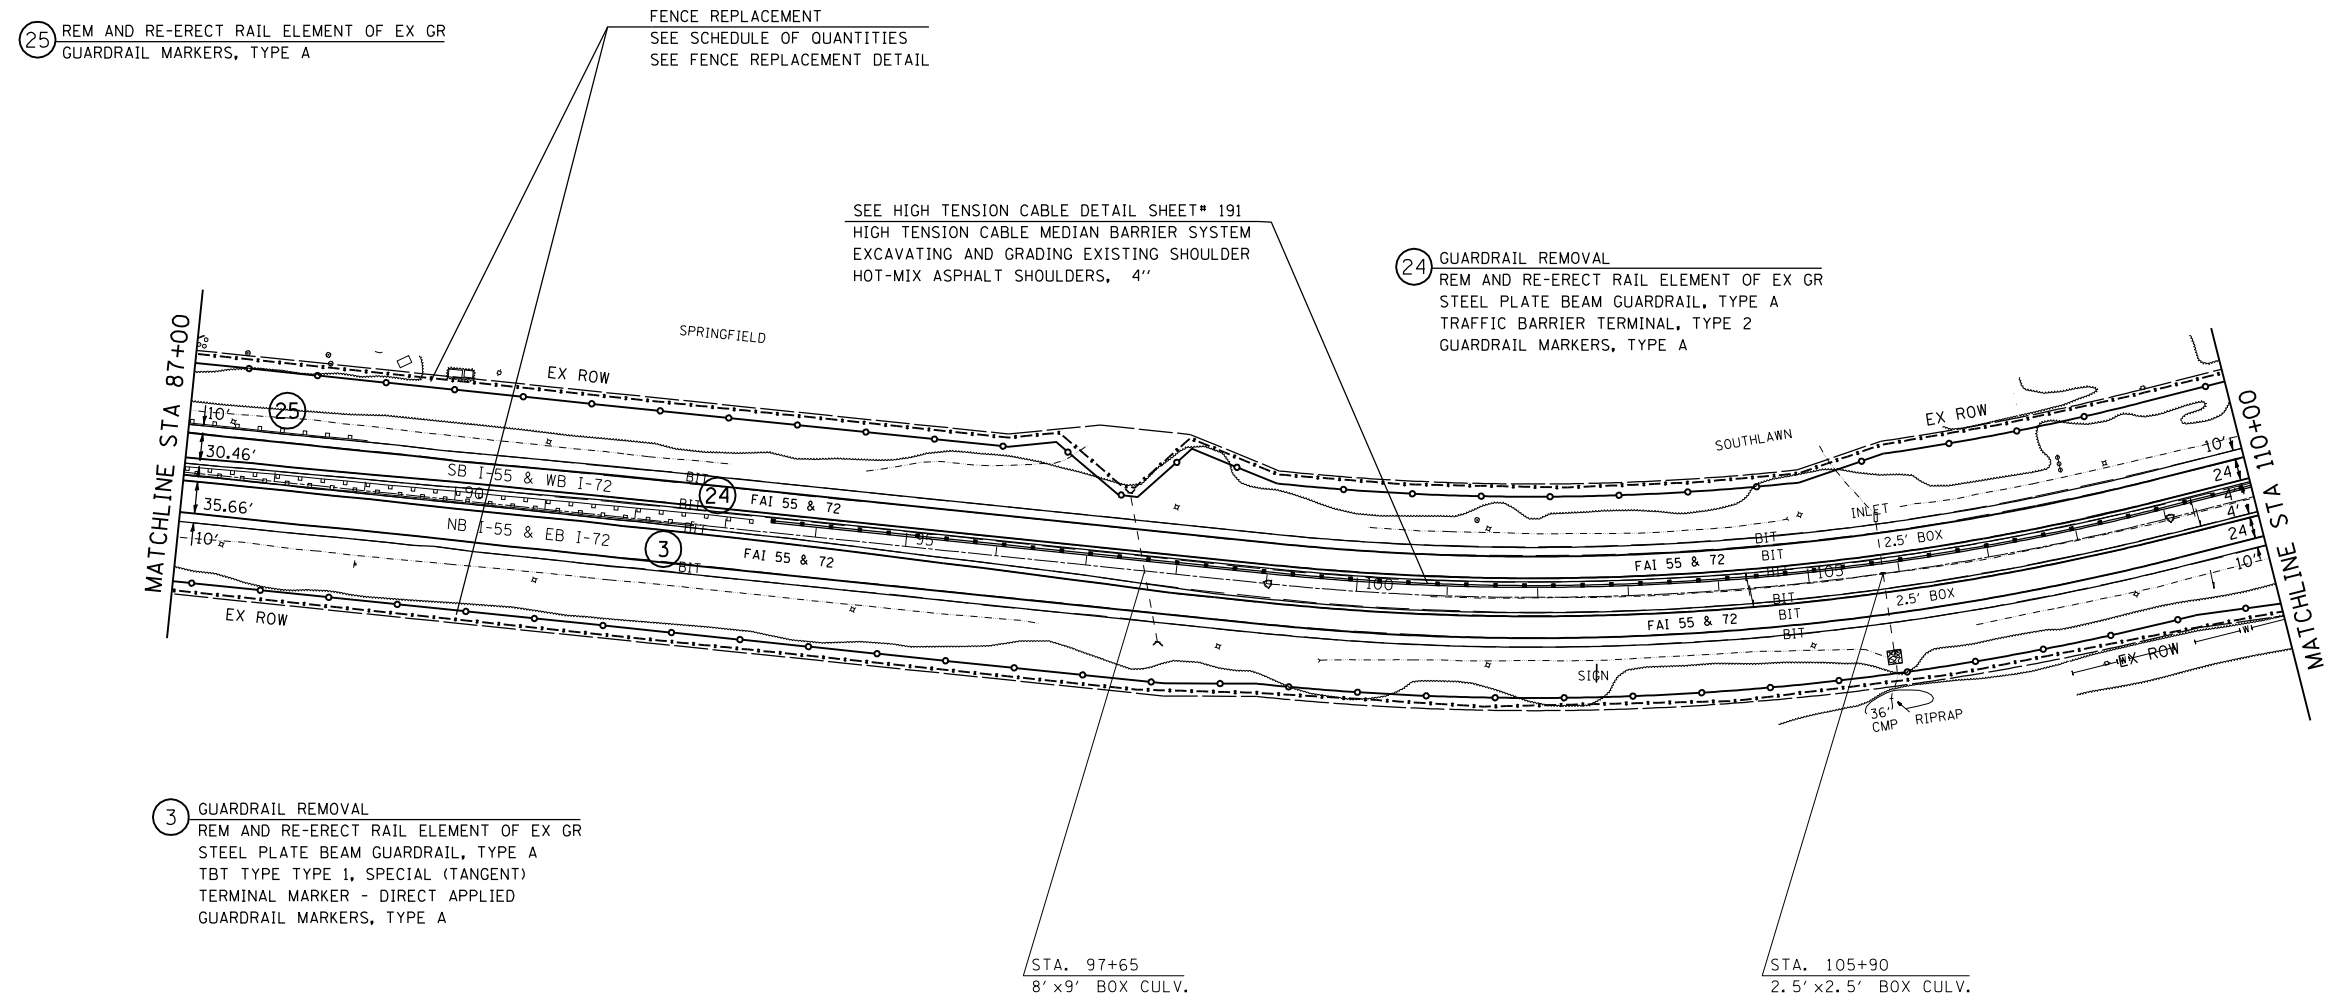 25
REM AND RE-ERECT RAIL ELEMENT OF EX GR
GUARDRAIL MARKERS, TYPE A
FENCE REPLACEMENT
SEE SCHEDULE OF QUANTITIES
SEE FENCE REPLACEMENT DETAIL
SEE HIGH TENSION CABLE DETAIL SHEET# 191
HIGH TENSION CABLE MEDIAN BARRIER SYSTEM
EXCAVATING AND GRADING EXISTING SHOULDER
HOT-MIX ASPHALT SHOULDERS, 4''
24
GUARDRAIL REMOVAL
REM AND RE-ERECT RAIL ELEMENT OF EX GR
STEEL PLATE BEAM GUARDRAIL, TYPE A
TRAFFIC BARRIER TERMINAL, TYPE 2
GUARDRAIL MARKERS, TYPE A
MATCHLINE STA 87+00
SPRINGFIELD
EX ROW
25
10'
30.46'
SB I-55 & WB I-72
90
BIT
24
BIT
FAI 55 & 72
35.66'
NB I-55 & EB I-72
BIT
3
FAI 55 & 72
BIT
10'
EX ROW
95
100
105
SOUTHLAWN
EX ROW
INLET
BIT
BIT
BIT
2.5' BOX
FAI 55 & 72
BIT
BIT
BIT
2.5' BOX
FAI 55 & 72
10'
24'
4'
4'
24'
10'
MATCHLINE STA 110+00
SIGN
EX ROW
W
W
36'
CMP
RIPRAP
3
GUARDRAIL REMOVAL
REM AND RE-ERECT RAIL ELEMENT OF EX GR
STEEL PLATE BEAM GUARDRAIL, TYPE A
TBT TYPE TYPE 1, SPECIAL (TANGENT)
TERMINAL MARKER - DIRECT APPLIED
GUARDRAIL MARKERS, TYPE A
STA. 97+65
8'x9' BOX CULV.
STA. 105+90
2.5'x2.5' BOX CULV.